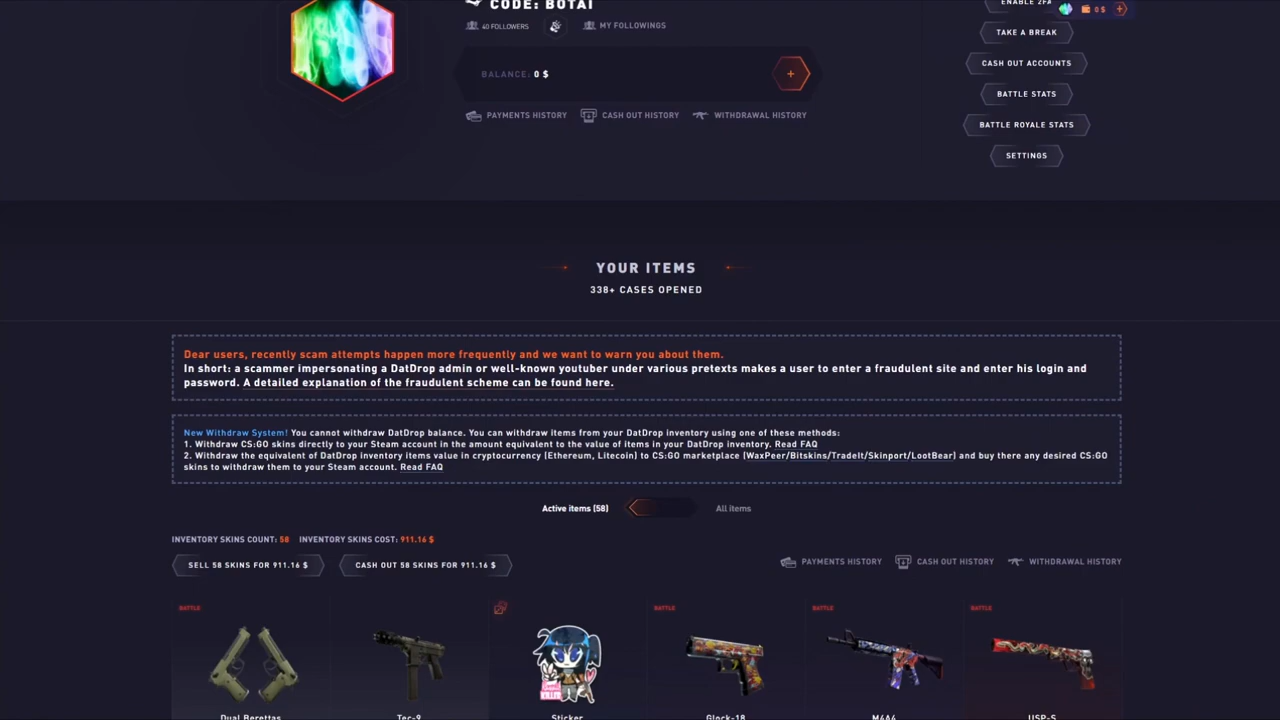 CODE: BOTAI
ENABLE 2FA
0 $
40 FOLLOWERS
MY FOLLOWINGS
TAKE A BREAK
CASH OUT ACCOUNTS
BALANCE: 0 $
BATTLE STATS
PAYMENTS HISTORY
CASH OUT HISTORY
WITHDRAWAL HISTORY
BATTLE ROYALE STATS
SETTINGS
YOUR ITEMS
338+ CASES OPENED
Dear users, recently scam attempts happen more frequently and we want to warn you about them.
In short: a scammer impersonating a DatDrop admin or well-known youtuber under various pretexts makes a user to enter a fraudulent site and enter his login and
password. A detailed explanation of the fraudulent scheme can be found here.
New Withdraw System! You cannot withdraw DatDrop balance. You can withdraw items from your DatDrop inventory using one of these methods:
1. Withdraw CS:GO skins directly to your Steam account in the amount equivalent to the value of items in your DatDrop inventory. Read FAQ
2. Withdraw the equivalent of DatDrop inventory items value in cryptocurrency (Ethereum, Litecoin) to CS:GO marketplace (WaxPeer/Bitskins/TradeIt/Skinport/LootBear) and buy there any desired CS:GO
skins to withdraw them to your Steam account. Read FAQ
Active items (58)
All items
INVENTORY SKINS COUNT: 58 INVENTORY SKINS COST: 911.16 $
SELL 58 SKINS FOR 911.16 $
CASH OUT 58 SKINS FOR 911.16 $
PAYMENTS HISTORY
CASH OUT HISTORY
WITHDRAWAL HISTORY
BATTLE
BATTLE
BATTLE
BATTLE
Dual Berettas
Tec-9
Sticker
Glock-18
M4A4
USP-S